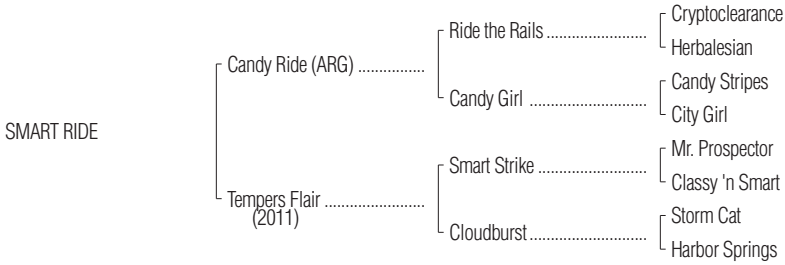 Cryptoclearance
Ride the Rails ........................
Herbalesian
Candy Ride (ARG) ................
Candy Stripes
Candy Girl ............................
City Girl
SMART RIDE
Mr. Prospector
Smart Strike ..........................
Classy 'n Smart
Tempers Flair ........................
(2011)
Storm Cat
Cloudburst............................
Harbor Springs